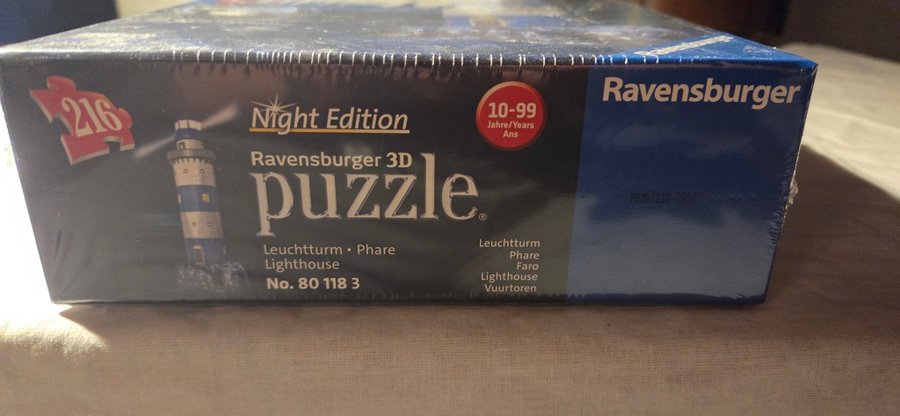 Ravensburger
216
Night Edition
Ravensburger 3D
puzzle®
Leuchtturm • Phare
Lighthouse
No. 80 118 3
10-99
Jahre/Years
Ans
Leuchtturm
Phare
Faro
Lighthouse
Vuurtoren
Ravensburger